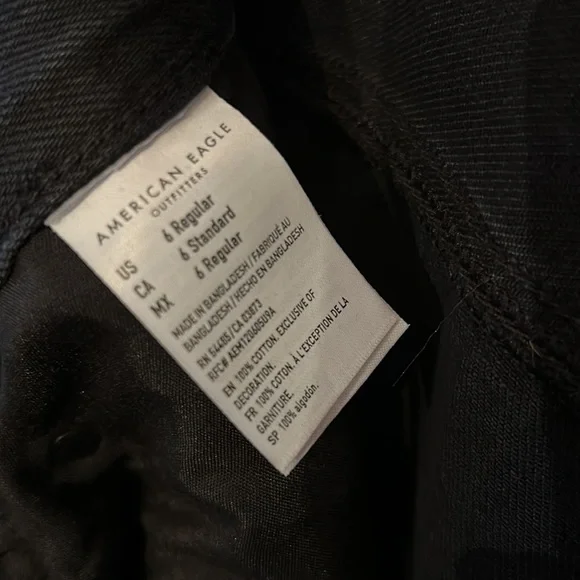 AMERICAN EAGLE
OUTFITTERS
US 6 Regular
CA 6 Standard
MX 6 Regular
MADE IN BANGLADESH / FABRIQUÉ AU
BANGLADESH / HECHO EN BANGLADESH
RN 54485/CA 03873
RFC# AEM120605U9A
EN 100% COTTON, EXCLUSIVE OF
DECORATION.
FR 100% COTON, À L'EXCEPTION DE LA
GARNITURE.
SP 100% algodón.